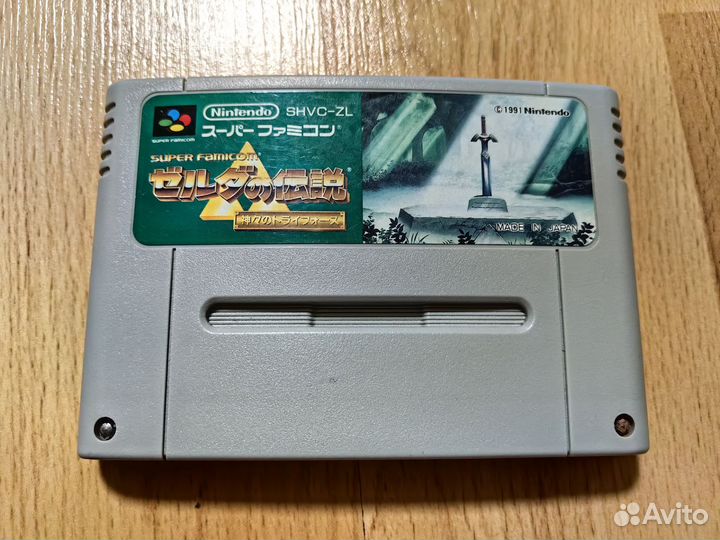 Nintendo SHVC-ZL
スーパーファミコン
SUPER FAMICOM
SUPER FAMICOM
ゼルダの伝説
神々のトライフォース
©1991 Nintendo
MADE IN JAPAN
Avito